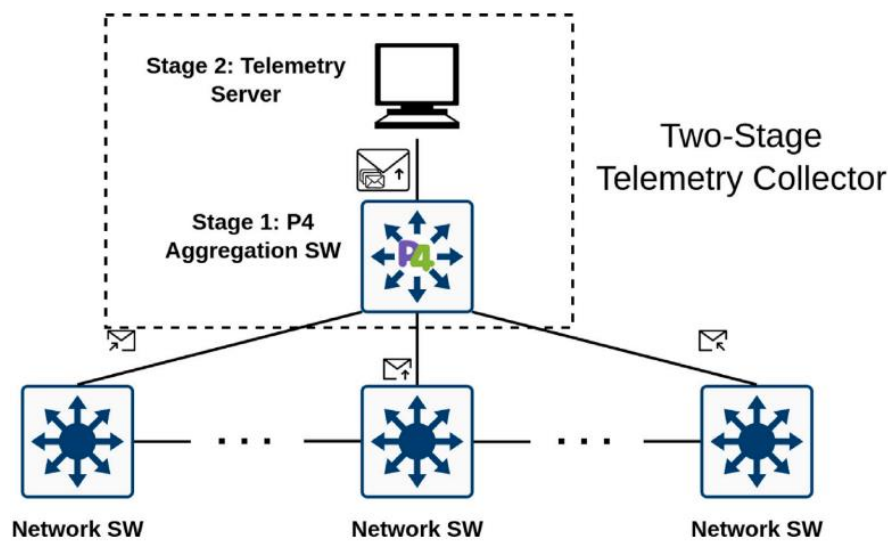 Stage 2: Telemetry
Server
Two-Stage
Telemetry Collector
Stage 1: P4
Aggregation SW
P4
Network SW
Network SW
Network SW